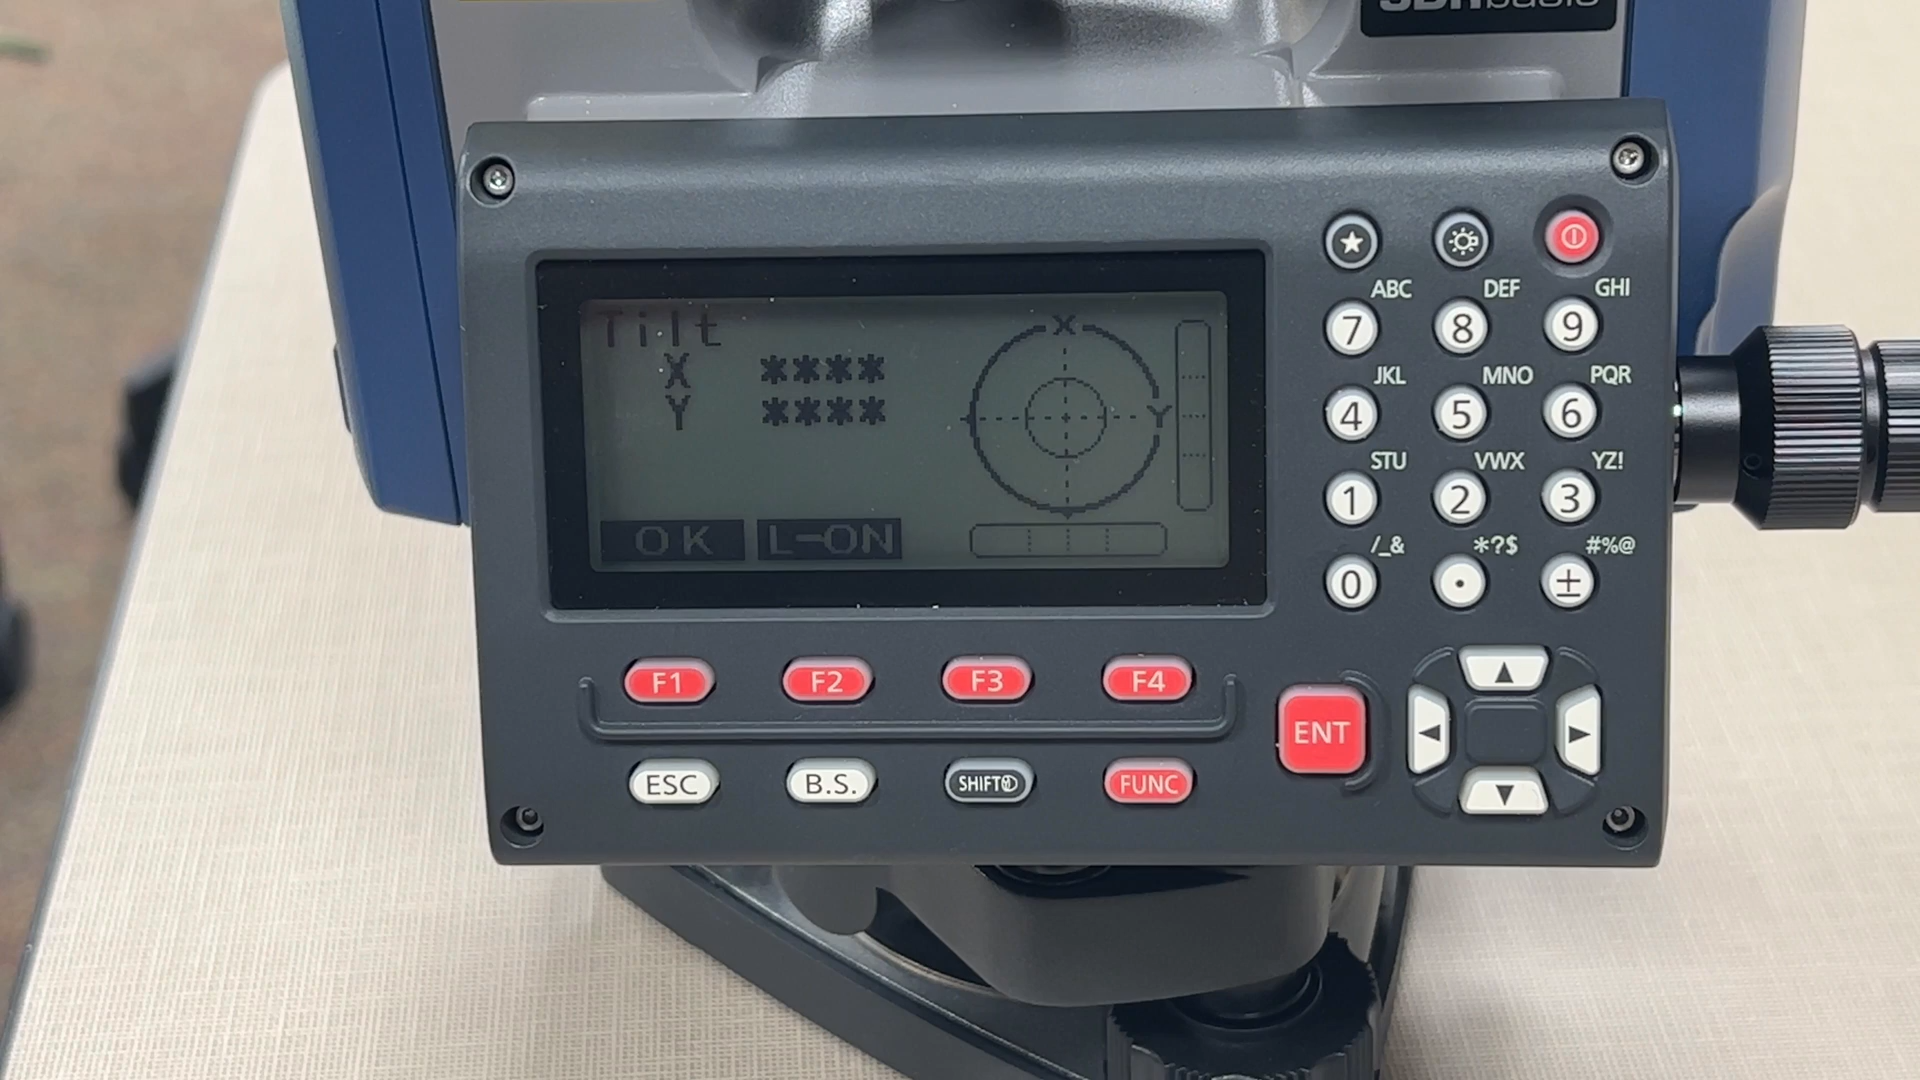 SDRbasic
Tilt
X ****
Y ****
X
Y
OK L-ON
ABC DEF GHI
7 8 9
JKL MNO PQR
4 5 6
STU VWX YZ!
1 2 3
/_& *?$ #%@
0 . ±
F1 F2 F3 F4
ENT
ESC B.S. SHIFT FUNC